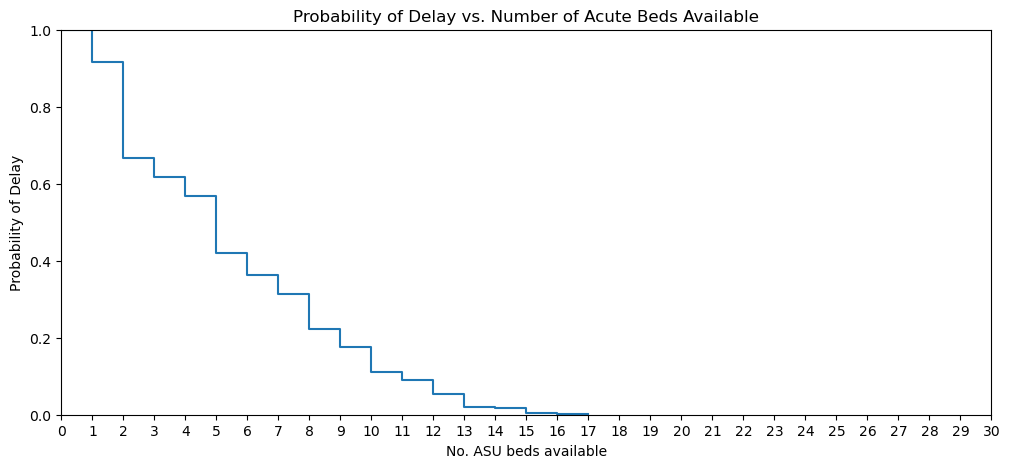 Probability of Delay vs. Number of Acute Beds Available
1.0
0.8
0.6
0.4
0.2
0.0
Probability of Delay
0 1 2 3 4 5 6 7 8 9 10 11 12 13 14 15 16 17 18 19 20 21 22 23 24 25 26 27 28 29 30
No. ASU beds available